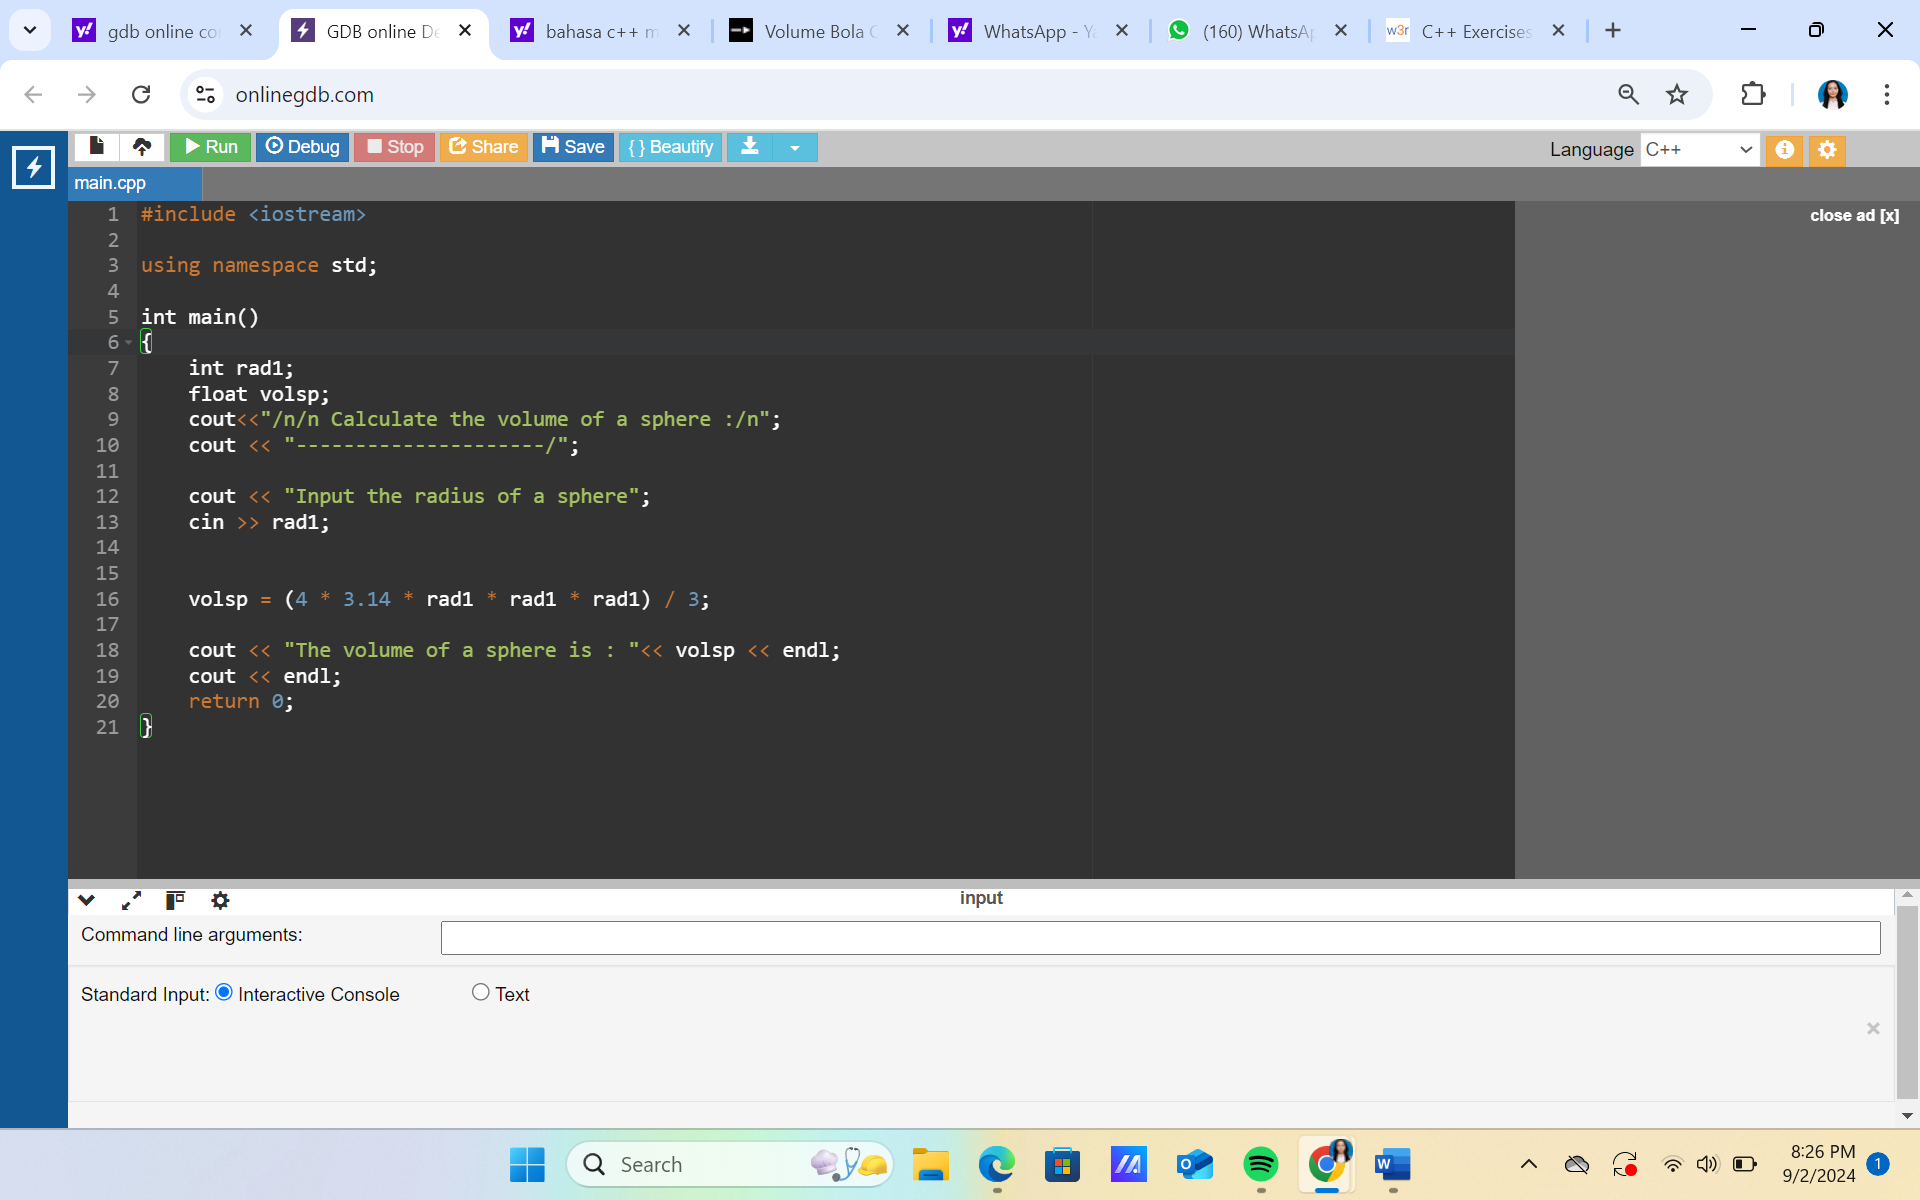 gdb online co
GDB online De
bahasa c++ m
Volume Bola C
WhatsApp - Ya
(160) WhatsAp
w3r C++ Exercises
onlinegdb.com
Run Debug Stop Share Save { } Beautify
Language C++
main.cpp
close ad [x]
1 #include <iostream>
2
3 using namespace std;
4
5 int main()
6 {
7 int rad1;
8 float volsp;
9 cout<<"/n/n Calculate the volume of a sphere :/n";
10 cout << "---------------------/";
11
12 cout << "Input the radius of a sphere";
13 cin >> rad1;
14
15
16 volsp = (4 * 3.14 * rad1 * rad1 * rad1) / 3;
17
18 cout << "The volume of a sphere is : "<< volsp << endl;
19 cout << endl;
20 return 0;
21 }
input
Command line arguments:
Standard Input: Interactive Console Text
Search
8:26 PM
9/2/2024
1